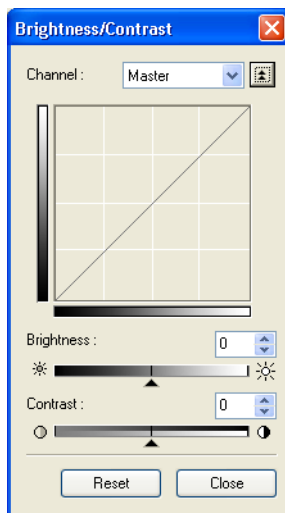 Brightness/Contrast
Channel : Master
Brightness : 0
Contrast : 0
Reset Close